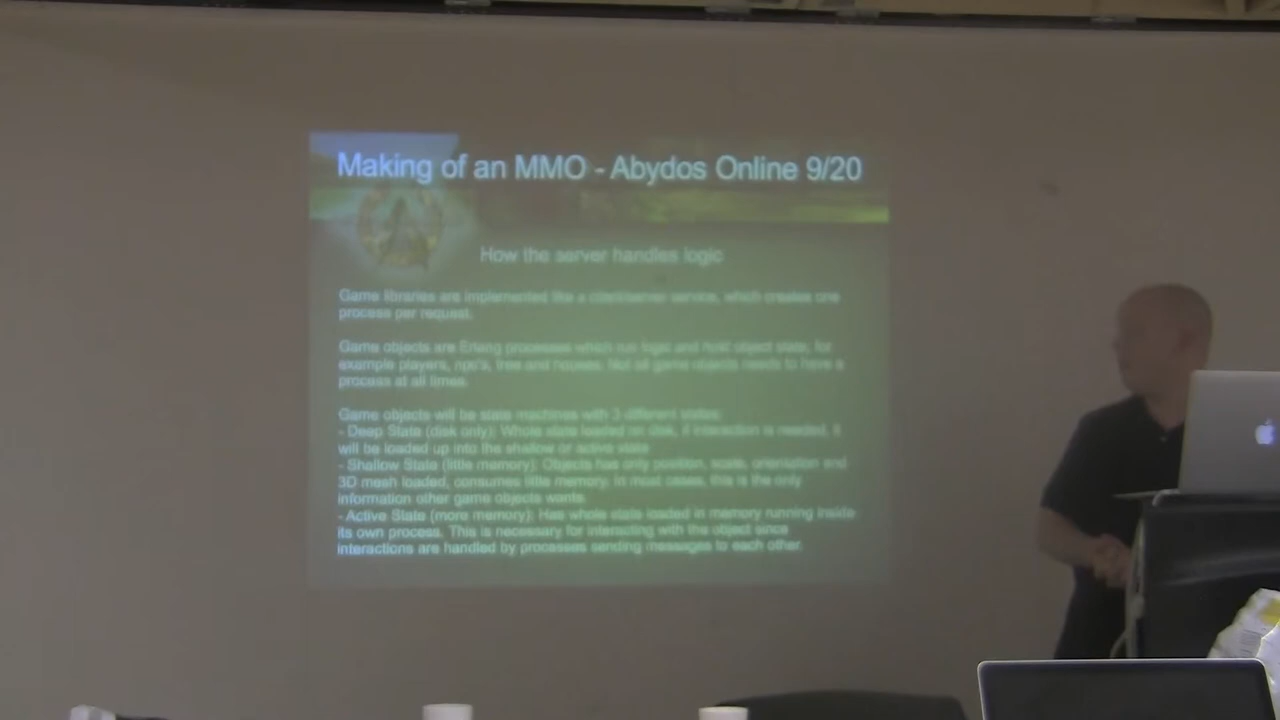 Making of an MMO - Abydos Online 9/20
How the server handles logic
Game libraries are implemented like a client/server service, which creates one
process per request.
Game objects are Erlang processes which run logic and host object state, for
example players, npc's, tree and houses. Not all game objects needs to have a
process at all times.
Game objects will be state machines with 3 different states:
- Deep State (disk only): Whole state loaded on disk, if interaction is needed, it
will be loaded up into the shallow or active state
- Shallow State (little memory): Objects has only position, scale, orientation and
3D mesh loaded, consumes little memory. In most cases, this is the only
information other game objects wants.
- Active State (more memory): Has whole state loaded in memory running inside
its own process. This is necessary for interacting with the object since
interactions are handled by processes sending messages to each other.